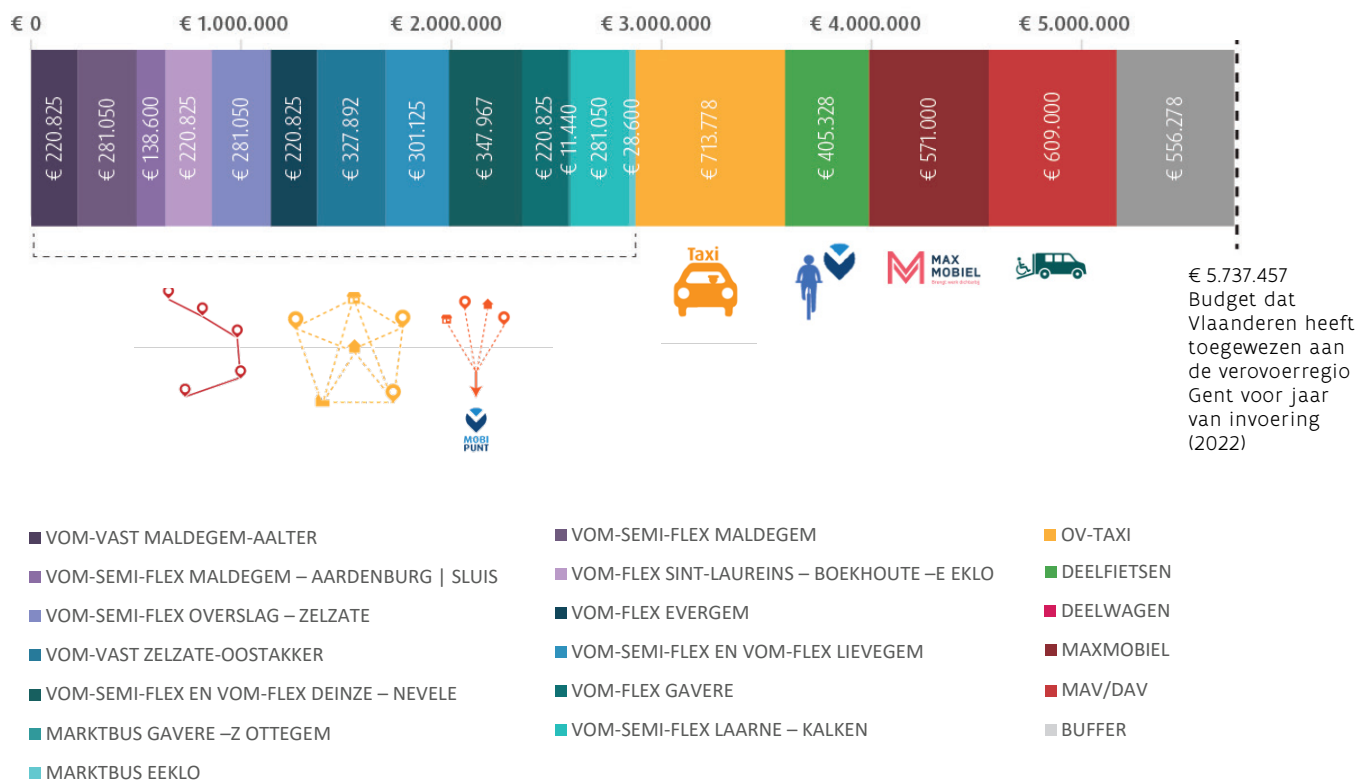 € 0
€ 1.000.000
€ 2.000.000
€ 3.000.000
€ 4.000.000
€ 5.000.000
€ 220.825
€ 281.050
€ 138.600
€ 220.825
€ 281.050
€ 220.825
€ 327.892
€ 301.125
€ 347.967
€ 220.825
€ 11.440
€ 281.050
€ 28.600
€ 713.778
€ 405.328
€ 571.000
€ 609.000
€ 556.278
Taxi
MAX
MOBIEL
Brengt werk dichterbij
MOBI
PUNT
€ 5.737.457
Budget dat
Vlaanderen heeft
toegewezen aan
de verovoerregio
Gent voor jaar
van invoering
(2022)
VOM-VAST MALDEGEM-AALTER
VOM-SEMI-FLEX MALDEGEM – AARDENBURG | SLUIS
VOM-SEMI-FLEX OVERSLAG – ZELZATE
VOM-VAST ZELZATE-OOSTAKKER
VOM-SEMI-FLEX EN VOM-FLEX DEINZE – NEVELE
MARKTBUS GAVERE –Z OTTEGEM
MARKTBUS EEKLO
VOM-SEMI-FLEX MALDEGEM
VOM-FLEX SINT-LAUREINS – BOEKHOUTE –E EKLO
VOM-FLEX EVERGEM
VOM-SEMI-FLEX EN VOM-FLEX LIEVEGEM
VOM-FLEX GAVERE
VOM-SEMI-FLEX LAARNE – KALKEN
OV-TAXI
DEELFIETSEN
DEELWAGEN
MAXMOBIEL
MAV/DAV
BUFFER